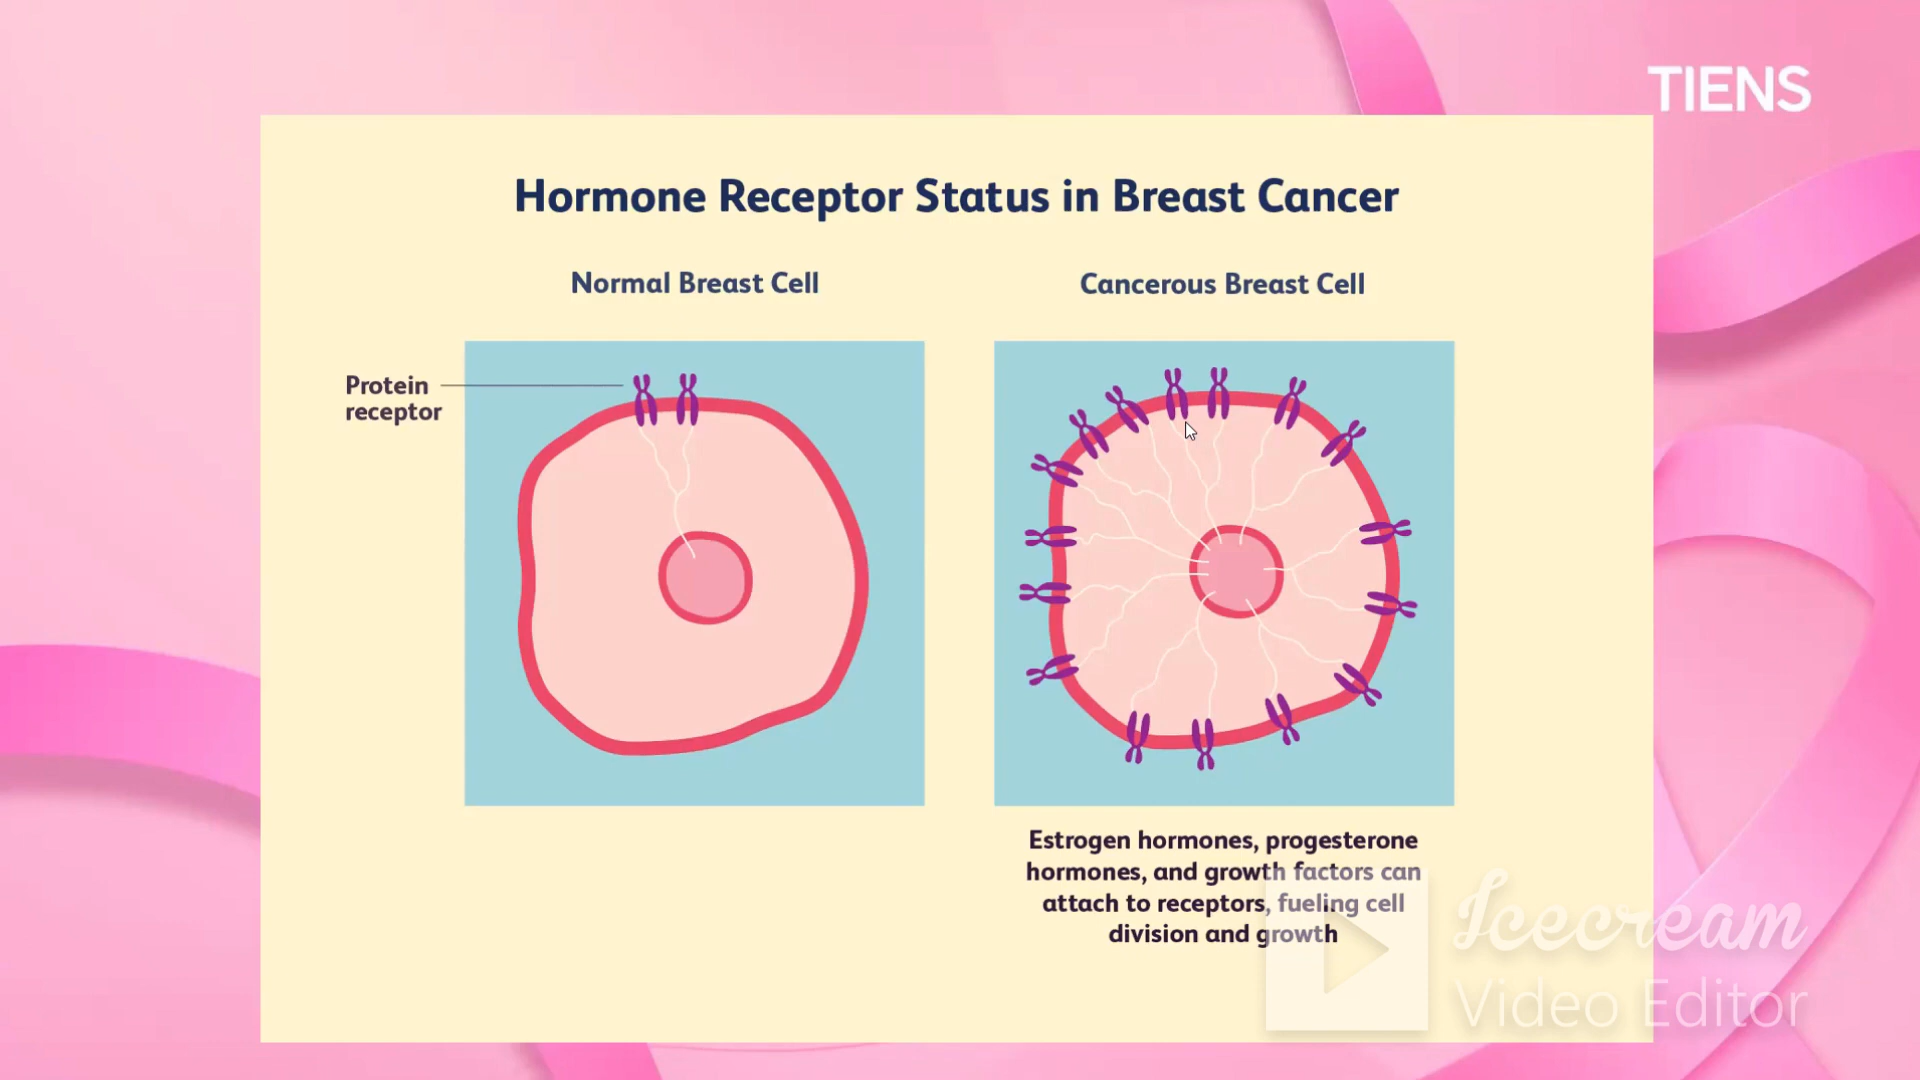 TIENS
Hormone Receptor Status in Breast Cancer
Normal Breast Cell
Cancerous Breast Cell
Protein
receptor
Estrogen hormones, progesterone
hormones, and growth factors can
attach to receptors, fueling cell
division and growth
Icecream
Video Editor